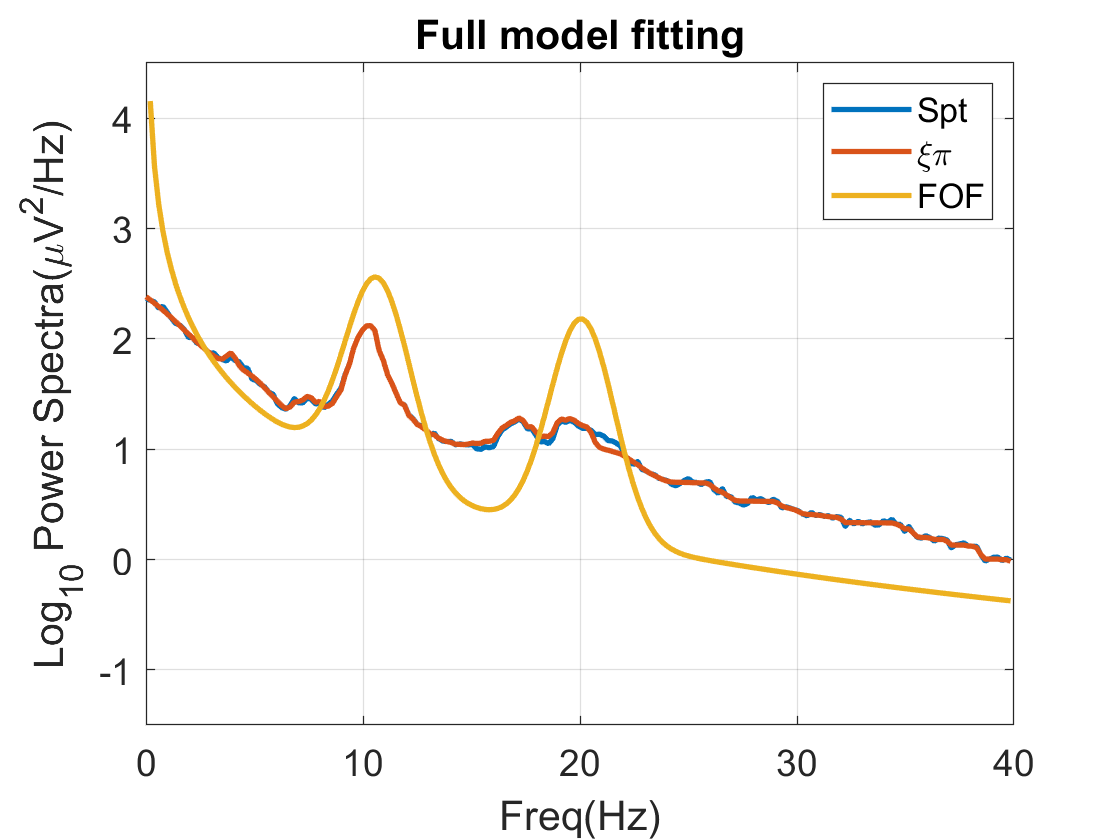 Full model fitting
Log10 Power Spectra(μV2/Hz)
4
3
2
1
0
-1
Spt
ξπ
FOF
0 10 20 30 40
Freq(Hz)